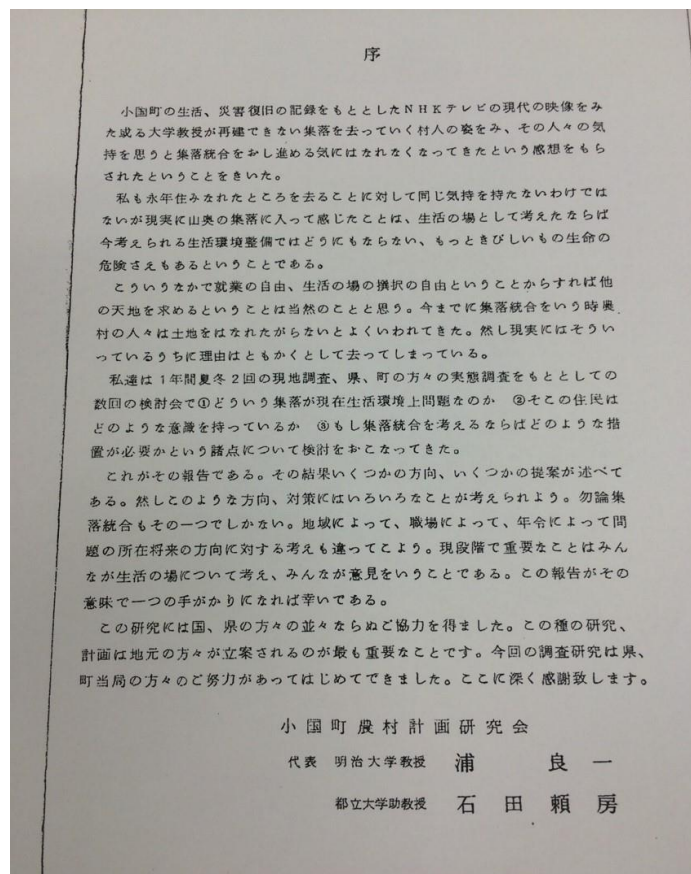 序
小国町の生活、災害復旧の記録をもととしたNHKテレビの現代の映像をみ
た或る大学教授が再建できない集落を去っていく村人の姿をみ、その人々の気
持を思うと集落統合をおし進める気にはなれなくなってきたという感想をもら
されたということをきいた。
私も永年住みなれたところを去ることに対して同じ気持を持たないわけでは
ないが現実に山奥の集落に入って感じたことは、生活の場として考えたならば
今考えられる生活環境整備ではどうにもならない、もっときびしいもの生命の
危険さえもあるということである。
こういうなかで就業の自由、生活の場の撰択の自由ということからすれば他
の天地を求めるということは当然のことと思う。今までに集落統合をいう時奥
村の人々は土地をはなれたがらないとよくいわれてきた。然し現実にはそうい
っているうちに理由はともかくとして去ってしまっている。
私達は1年間夏冬2回の現地調査、県、町の方々の実態調査をもととしての
数回の検討会で①どういう集落が現在生活環境上問題なのか ②そこの住民は
どのような意識を持っているか ③もし集落統合を考えるならばどのような措
置が必要かという諸点について検討をおこなってきた。
これがその報告である。その結果いくつかの方向、いくつかの提案が述べて
ある。然しこのような方向、対策にはいろいろなことが考えられよう。勿論集
落統合もその一つでしかない。地域によって、職場によって、年令によって問
題の所在将来の方向に対する考えも違ってこよう。現段階で重要なことはみん
なが生活の場について考え、みんなが意見をいうことである。この報告がその
意味で一つの手がかりになれば幸いである。
この研究には国、県の方々の並々ならぬご協力を得ました。この種の研究、
計画は地元の方々が立案されるのが最も重要なことです。今回の調査研究は県、
町当局の方々のご努力があってはじめてできました。ここに深く感謝致します。
小国町農村計画研究会
代表 明治大学教授 浦 良一
都立大学助教授 石田頼房